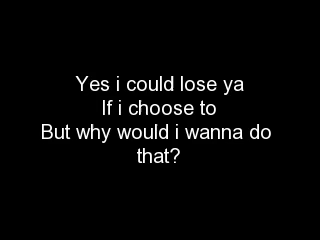 Yes i could lose ya
If i choose to
But why would i wanna do
that?